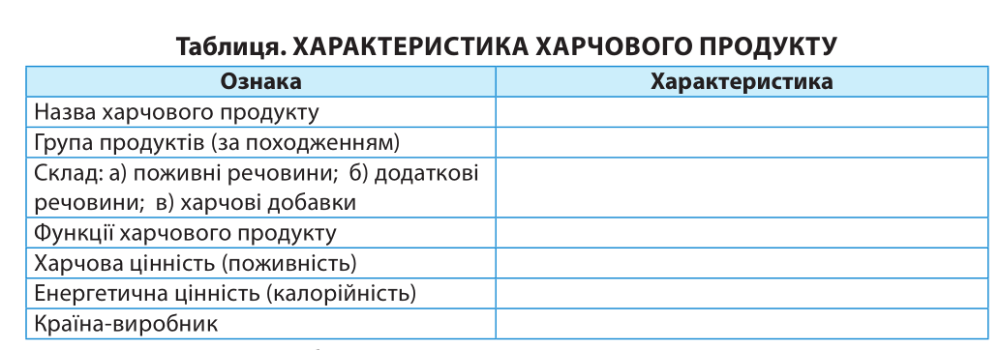 Таблиця. ХАРАКТЕРИСТИКА ХАРЧОВОГО ПРОДУКТУ
Ознака Характеристика
Назва харчового продукту
Група продуктів (за походженням)
Склад: а) поживні речовини; б) додаткові
речовини; в) харчові добавки
Функції харчового продукту
Харчова цінність (поживність)
Енергетична цінність (калорійність)
Країна-виробник